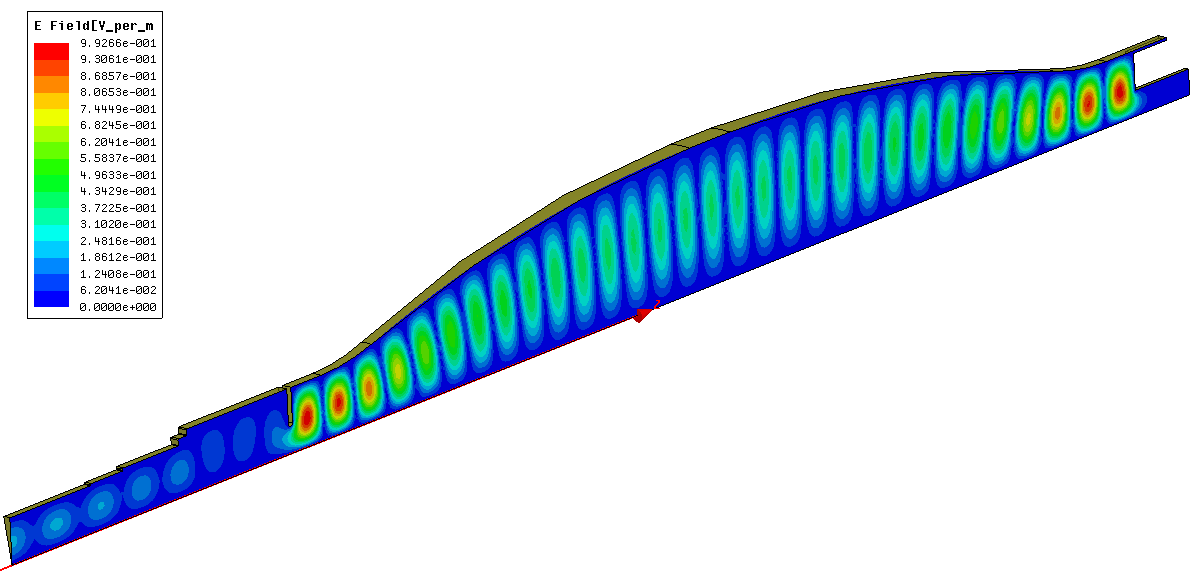 E Field[V_per_m
9.9266e-001
9.3061e-001
8.6857e-001
8.0653e-001
7.4449e-001
6.8245e-001
6.2041e-001
5.5837e-001
4.9633e-001
4.3429e-001
3.7225e-001
3.1020e-001
2.4816e-001
1.8612e-001
1.2408e-001
6.2041e-002
0.0000e+000
Z